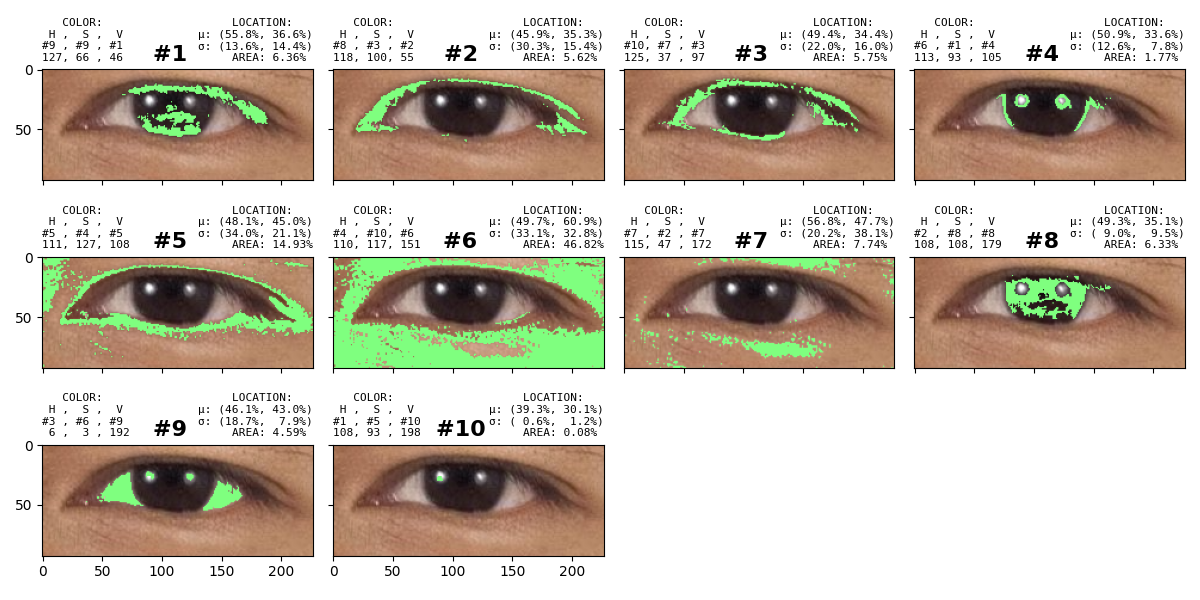 COLOR: LOCATION:
H , S , V μ: (55.8%, 36.6%)
#9 , #9 , #1 #1 σ: (13.6%, 14.4%)
127, 66 , 46 AREA: 6.36%
COLOR: LOCATION:
H , S , V μ: (45.9%, 35.3%)
#8 , #3 , #2 #2 σ: (30.3%, 15.4%)
118, 100, 55 AREA: 5.62%
COLOR: LOCATION:
H , S , V μ: (49.4%, 34.4%)
#10, #7 , #3 #3 σ: (22.0%, 16.0%)
125, 37 , 97 AREA: 5.75%
COLOR: LOCATION:
H , S , V μ: (50.9%, 33.6%)
#6 , #1 , #4 #4 σ: (12.6%, 7.8%)
113, 93 , 105 AREA: 1.77%
0
50
COLOR: LOCATION:
H , S , V μ: (48.1%, 45.0%)
#5 , #4 , #5 #5 σ: (34.0%, 21.1%)
111, 127, 108 AREA: 14.93%
COLOR: LOCATION:
H , S , V μ: (49.7%, 60.9%)
#4 , #10, #6 #6 σ: (33.1%, 32.8%)
110, 117, 151 AREA: 46.82%
COLOR: LOCATION:
H , S , V μ: (56.8%, 47.7%)
#7 , #2 , #7 #7 σ: (20.2%, 38.1%)
115, 47 , 172 AREA: 7.74%
COLOR: LOCATION:
H , S , V μ: (49.3%, 35.1%)
#2 , #8 , #8 #8 σ: ( 9.0%, 9.5%)
108, 108, 179 AREA: 6.33%
0
50
COLOR: LOCATION:
H , S , V μ: (46.1%, 43.0%)
#3 , #6 , #9 #9 σ: (18.7%, 7.9%)
6 , 3 , 192 AREA: 4.59%
COLOR: LOCATION:
H , S , V μ: (39.3%, 30.1%)
#1 , #5 , #10 #10 σ: ( 0.6%, 1.2%)
108, 93 , 198 AREA: 0.08%
0
50
0 50 100 150 200
0 50 100 150 200